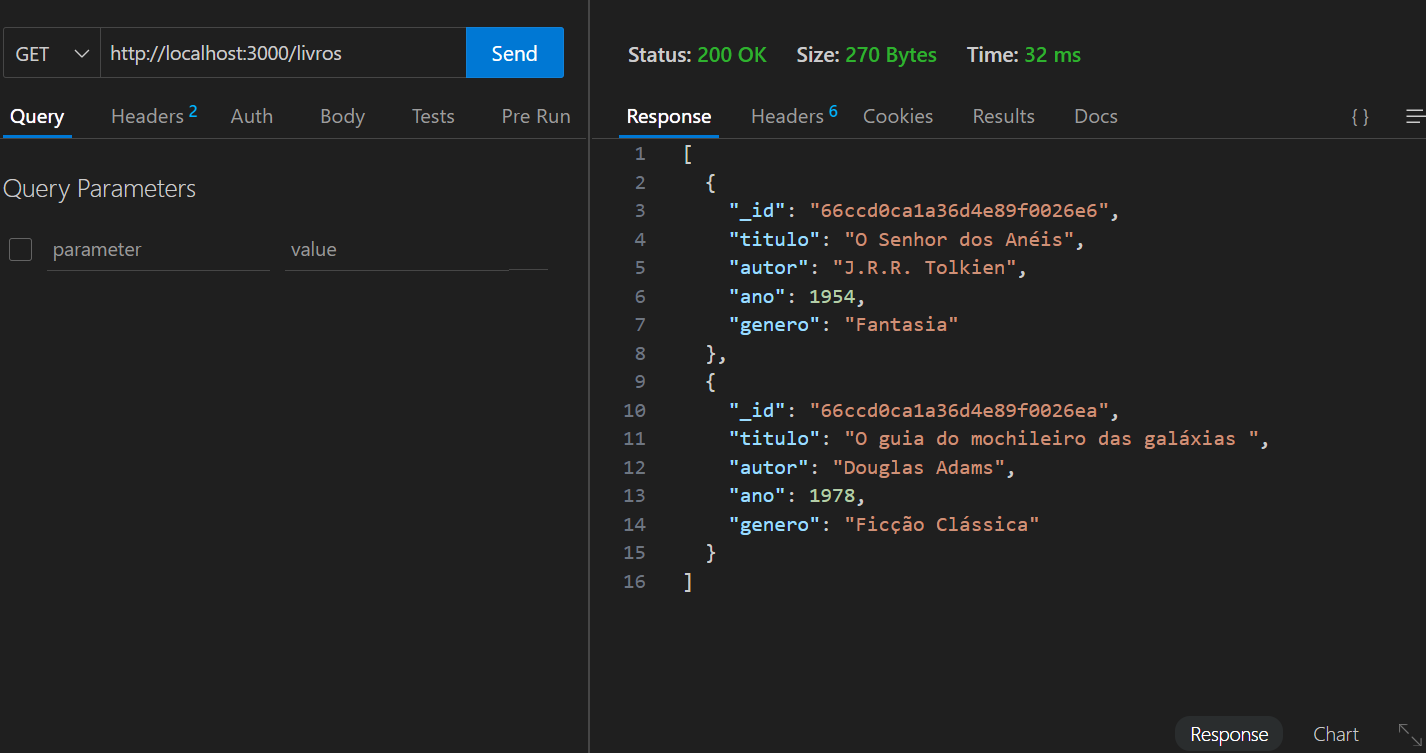 GET http://localhost:3000/livros Send
Query Headers 2 Auth Body Tests Pre Run
Query Parameters
parameter value
Status: 200 OK Size: 270 Bytes Time: 32 ms
Response Headers 6 Cookies Results Docs { }
1 [
2 {
3 "_id": "66ccd0ca1a36d4e89f0026e6",
4 "titulo": "O Senhor dos Anéis",
5 "autor": "J.R.R. Tolkien",
6 "ano": 1954,
7 "genero": "Fantasia"
8 },
9 {
10 "_id": "66ccd0ca1a36d4e89f0026ea",
11 "titulo": "O guia do mochileiro das galáxias ",
12 "autor": "Douglas Adams",
13 "ano": 1978,
14 "genero": "Ficção Clássica"
15 }
16 ]
Response Chart